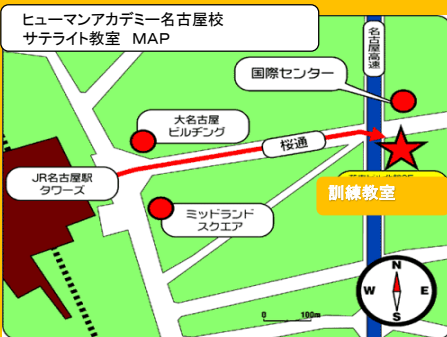 ヒューマンアカデミー名古屋校
サテライト教室 MAP
名古屋高速
国際センター
大名古屋
ビルヂング
桜通
JR名古屋駅
タワーズ
訓練教室
ミッドランド
スクエア
N
W E
S
0 100m